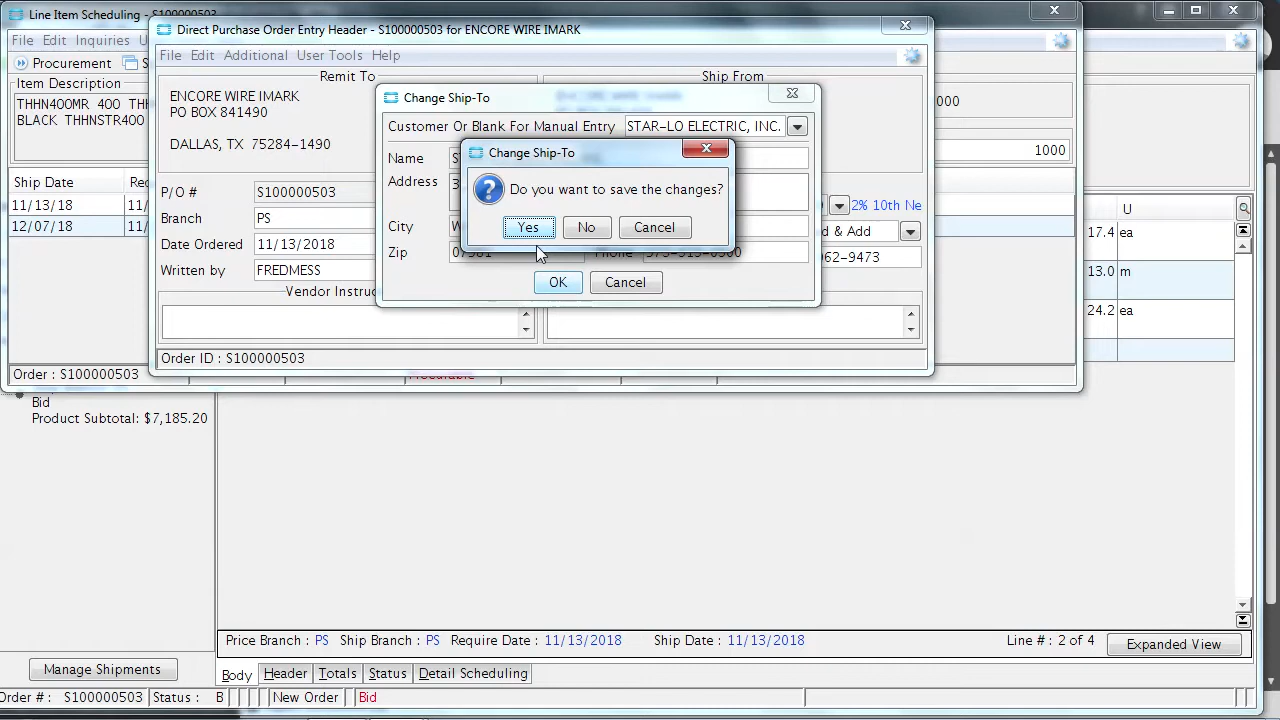 Line Item Scheduling - S100000503
File Edit Inquiries
Procurement
Item Description
Ship Date
11/13/18
12/07/18
Order : S100000503
Direct Purchase Order Entry Header - S100000503 for ENCORE WIRE IMARK
File Edit Additional User Tools Help
Remit To
Ship From
ENCORE WIRE IMARK
PO BOX 841490
DALLAS, TX 75284-1490
P/O # S100000503
Branch PS
Date Ordered 11/13/2018
Written by FREDMESS
2% 10th Ne
d & Add
962-9473
Order ID : S100000503
Change Ship-To
Customer Or Blank For Manual Entry STAR-LO ELECTRIC, INC.
Name
Address
City
Zip
Phone
OK Cancel
Change Ship-To
Do you want to save the changes?
Yes No Cancel
000
1000
U
17.4 ea
13.0 m
24.2 ea
Bid
Product Subtotal: $7,185.20
Price Branch : PS Ship Branch : PS Require Date : 11/13/2018 Ship Date : 11/13/2018 Line # : 2 of 4 Expanded View
Manage Shipments
Body Header Totals Status Detail Scheduling
Order # : S100000503 Status : B New Order Bid